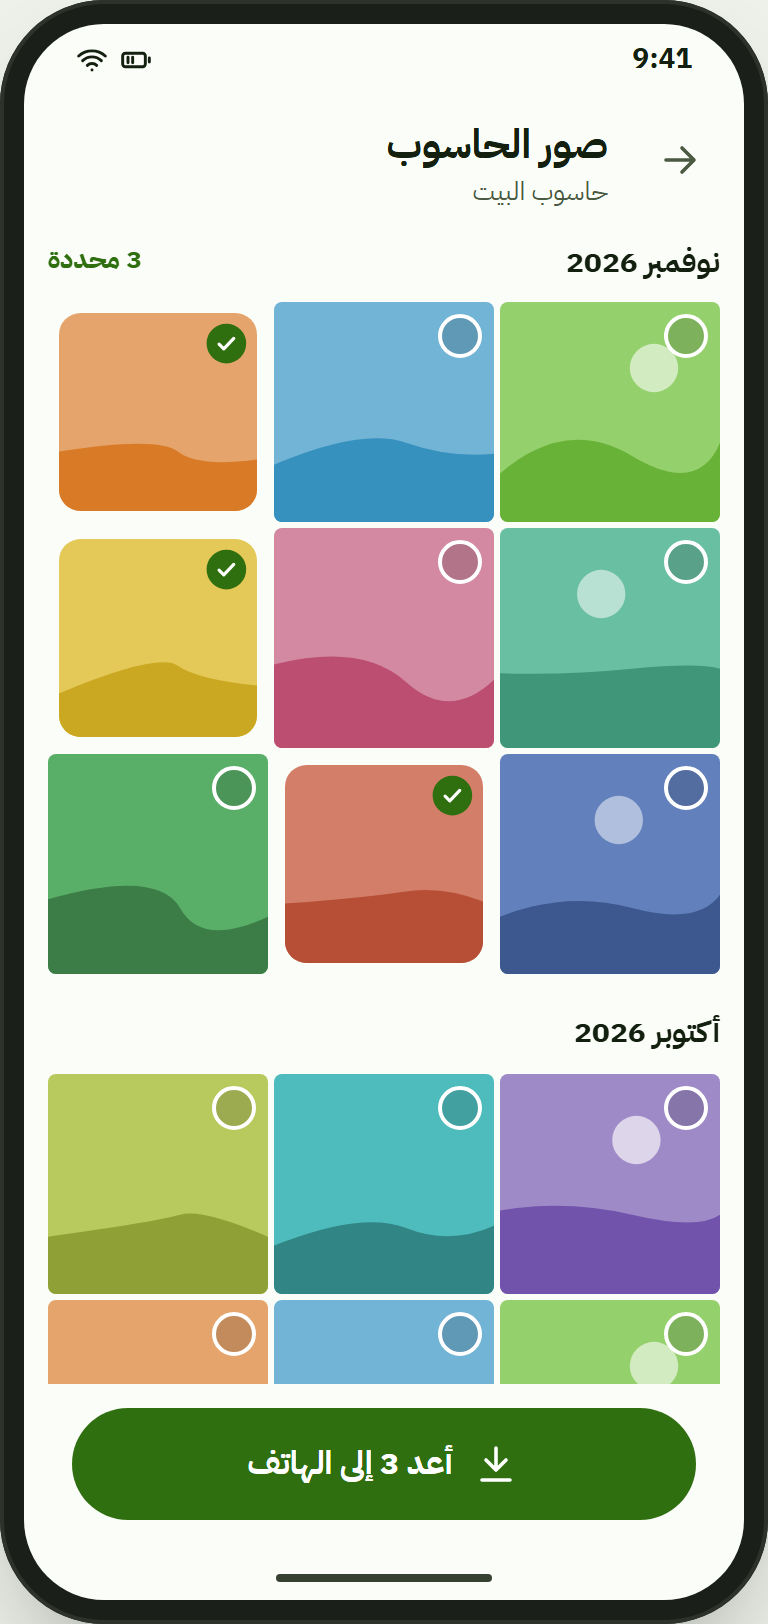 9:41
صور الحاسوب
حاسوب البيت
نوفمبر 2026
3 محددة
أكتوبر 2026
أعد 3 إلى الهاتف